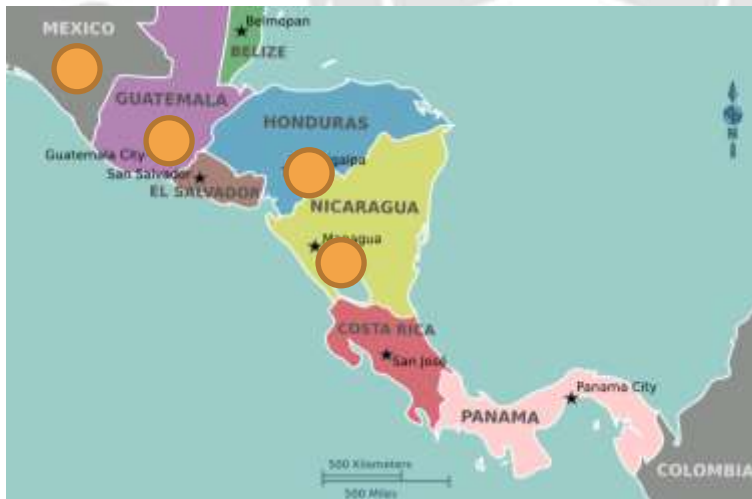 MEXICO
Belmopan
BELIZE
GUATEMALA
HONDURAS
Guatemala City
San Salvador
EL SALVADOR
NICARAGUA
Managua
COSTA RICA
San José
Panama City
PANAMA
COLOMBIA
500 Kilometers
500 Miles
N